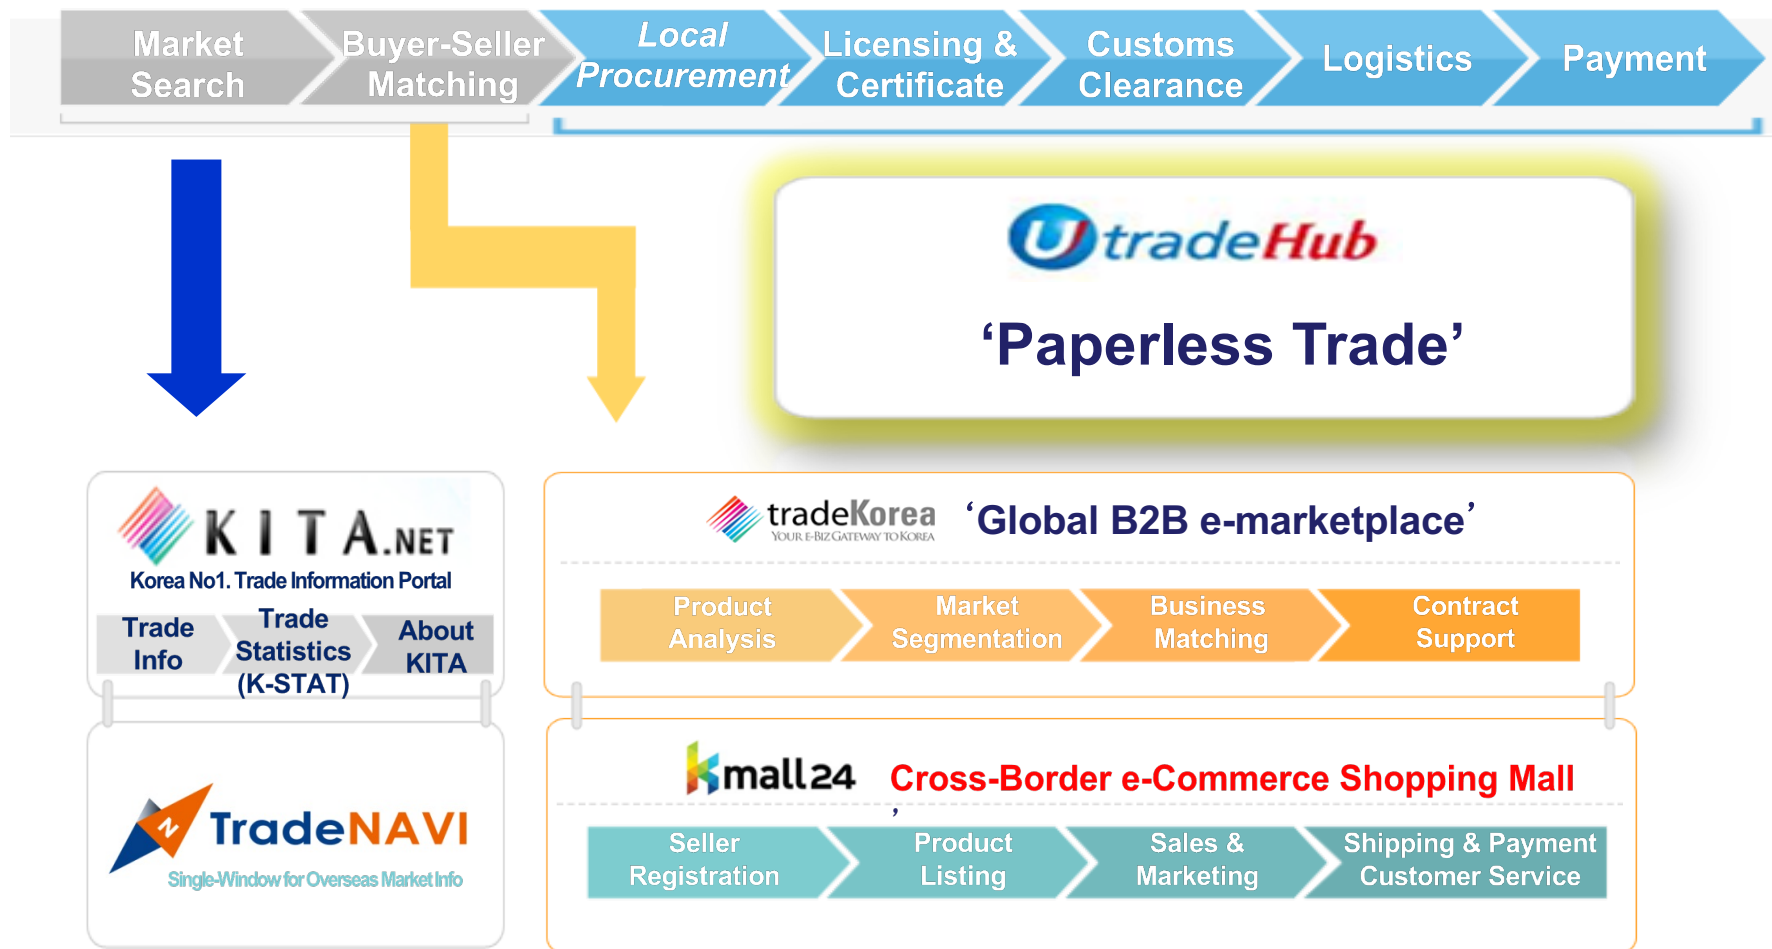 Market
Search
Buyer-Seller
Matching
Local
Procurement
Licensing &
Certificate
Customs
Clearance
Logistics
Payment
U tradeHub
‘Paperless Trade’
KITA.NET
Korea No1. Trade Information Portal
Trade
Info
Trade
Statistics
(K-STAT)
About
KITA
tradeKorea
YOUR E-BIZ GATEWAY TO KOREA
‘Global B2B e-marketplace’
Product
Analysis
Market
Segmentation
Business
Matching
Contract
Support
N
TradeNAVI
Single-Window for Overseas Market Info
kmall24
Cross-Border e-Commerce Shopping Mall
’
Seller
Registration
Product
Listing
Sales &
Marketing
Shipping & Payment
Customer Service